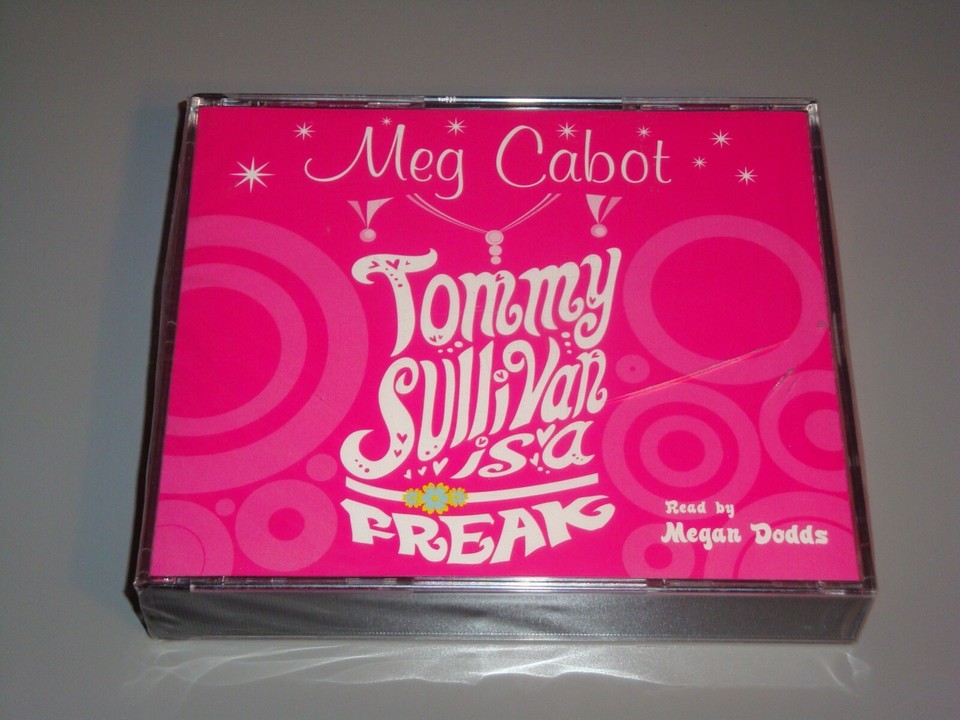 Meg Cabot
Tommy
SulliVan
is a
FREAK
Read by
Megan Dodds